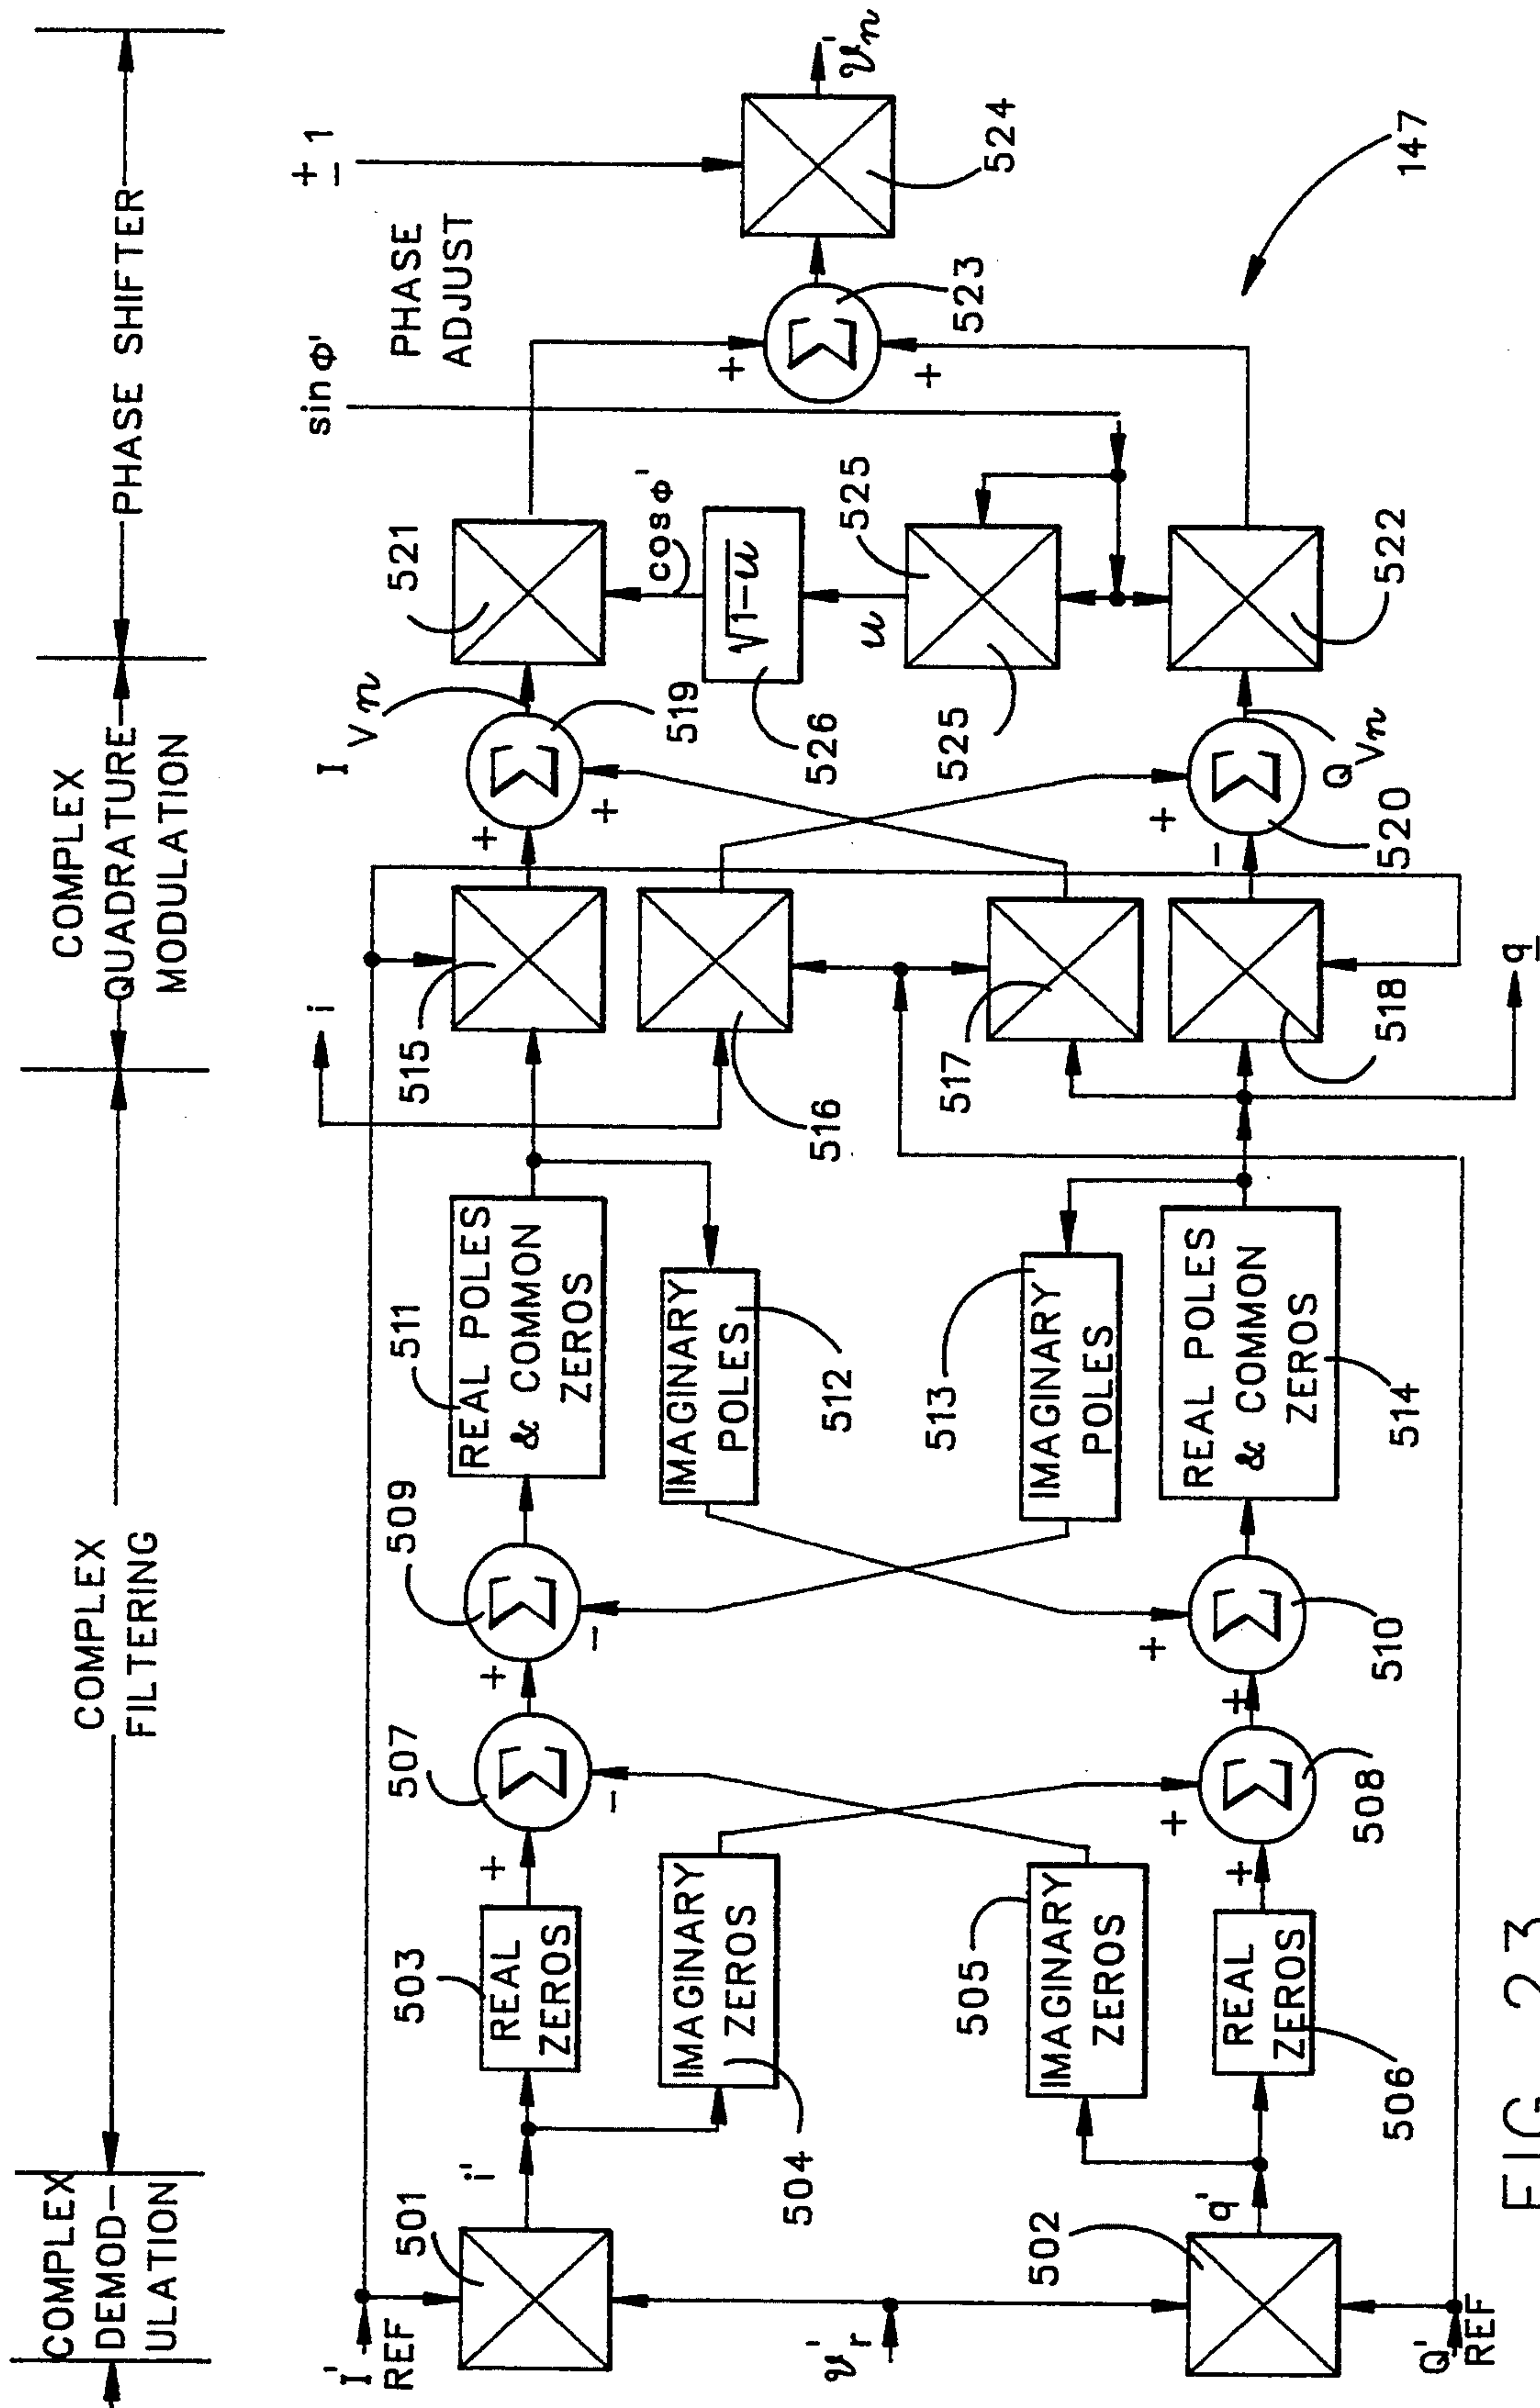 COMPLEX
DEMOD-
ULATION
COMPLEX
FILTERING
COMPLEX
QUADRATURE
MODULATION
PHASE SHIFTER
I'
REF
501
i'
503
REAL
ZEROS
+
507
Σ
-
+
509
Σ
-
511
REAL POLES
& COMMON
ZEROS
i
515
+
I
Vn
Σ
+
519
521
sin Φ'
PHASE
ADJUST
± 1
504
IMAGINARY
ZEROS
IMAGINARY
POLES
512
516
526
√1-u
cos Φ'
+
Σ
523
+
524
v'n
v'r
505
IMAGINARY
ZEROS
513
IMAGINARY
POLES
517
525
u
525
502
q'
506
REAL
ZEROS
+
+
Σ
508
+
+
Σ
510
REAL POLES
& COMMON
ZEROS
514
518
-
+
Σ
520
Q
Vn
522
147
Q'
REF
q
FIG 23